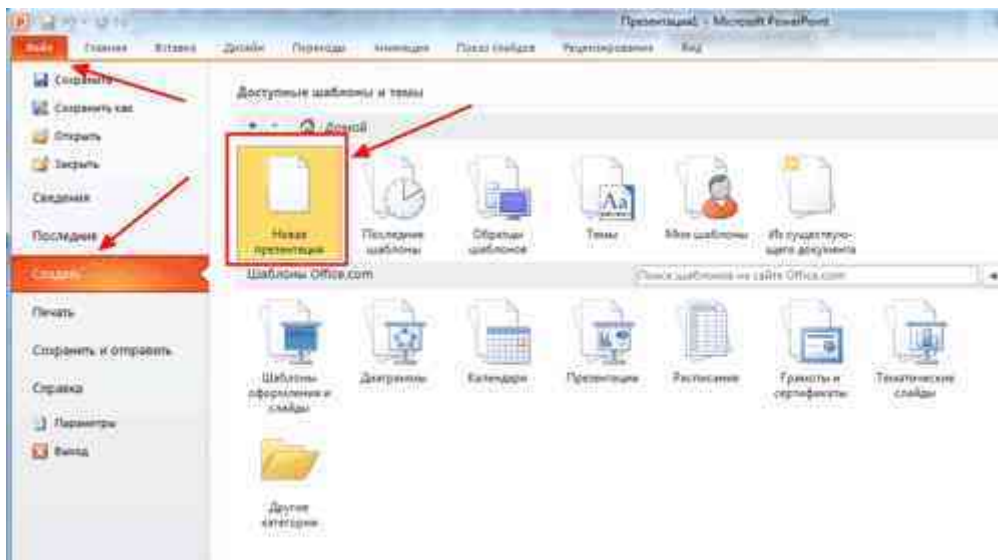 Презентация1 - Microsoft PowerPoint
Файл Главная Вставка Дизайн Переходы Анимация Показ слайдов Рецензирование Вид
Сохранить
Сохранить как
Открыть
Закрыть
Сведения
Последние
Создать
Печать
Сохранить и отправить
Справка
Параметры
Выход
Доступные шаблоны и темы
Домой
Новая
презентация
Последние
шаблоны
Образцы
шаблонов
Темы
Мои шаблоны
Из существую-
щего документа
Шаблоны Office.com
Поиск шаблонов на сайте Office.com
Шаблоны
оформления и
слайды
Диаграммы
Календари
Презентации
Расписания
Грамоты и
сертификаты
Тематические
слайды
Другие
категории